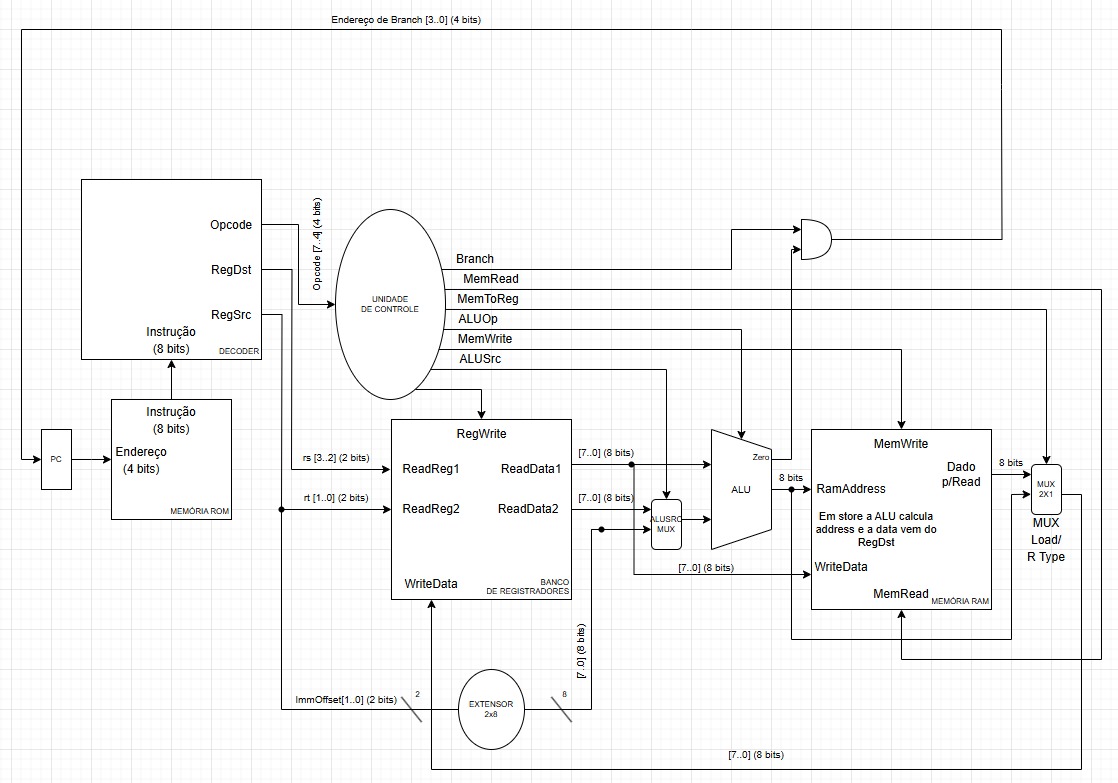 Endereço de Branch [3..0] (4 bits)
Opcode
RegDst
RegSrc
Instrução
(8 bits)
DECODER
Opcode [7..4] (4 bits)
UNIDADE
DE CONTROLE
Branch
MemRead
MemToReg
ALUOp
MemWrite
ALUSrc
PC
Instrução
(8 bits)
Endereço
(4 bits)
MEMÓRIA ROM
rs [3..2] (2 bits)
rt [1..0] (2 bits)
RegWrite
ReadReg1
ReadData1
ReadReg2
ReadData2
WriteData
BANCO
DE REGISTRADORES
[7..0] (8 bits)
[7..0] (8 bits)
ALUSRC
MUX
Zero
ALU
8 bits
[7..0] (8 bits)
MemWrite
Dado
p/Read
RamAddress
Em store a ALU calcula
address e a data vem do
RegDst
WriteData
MemRead
MEMÓRIA RAM
8 bits
MUX
2X1
MUX
Load/
R Type
ImmOffset[1..0] (2 bits)
2
EXTENSOR
2x8
8
[7..0] (8 bits)
[7..0] (8 bits)